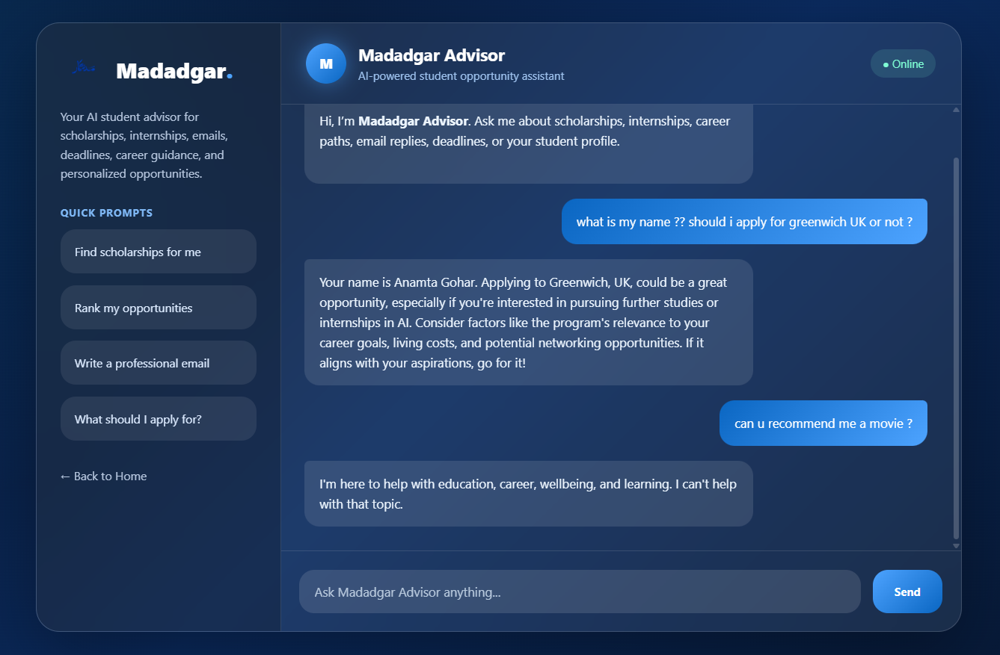 Madadgar.
Your AI student advisor for
scholarships, internships, emails,
deadlines, career guidance, and
personalized opportunities.
QUICK PROMPTS
Find scholarships for me
Rank my opportunities
Write a professional email
What should I apply for?
← Back to Home
M
Madadgar Advisor
AI-powered student opportunity assistant
● Online
Hi, I’m Madadgar Advisor. Ask me about scholarships, internships, career
paths, email replies, deadlines, or your student profile.
what is my name ?? should i apply for greenwich UK or not ?
Your name is Anamta Gohar. Applying to Greenwich, UK, could be a great
opportunity, especially if you're interested in pursuing further studies or
internships in AI. Consider factors like the program's relevance to your
career goals, living costs, and potential networking opportunities. If it
aligns with your aspirations, go for it!
can u recommend me a movie ?
I'm here to help with education, career, wellbeing, and learning. I can't help
with that topic.
Ask Madadgar Advisor anything...
Send